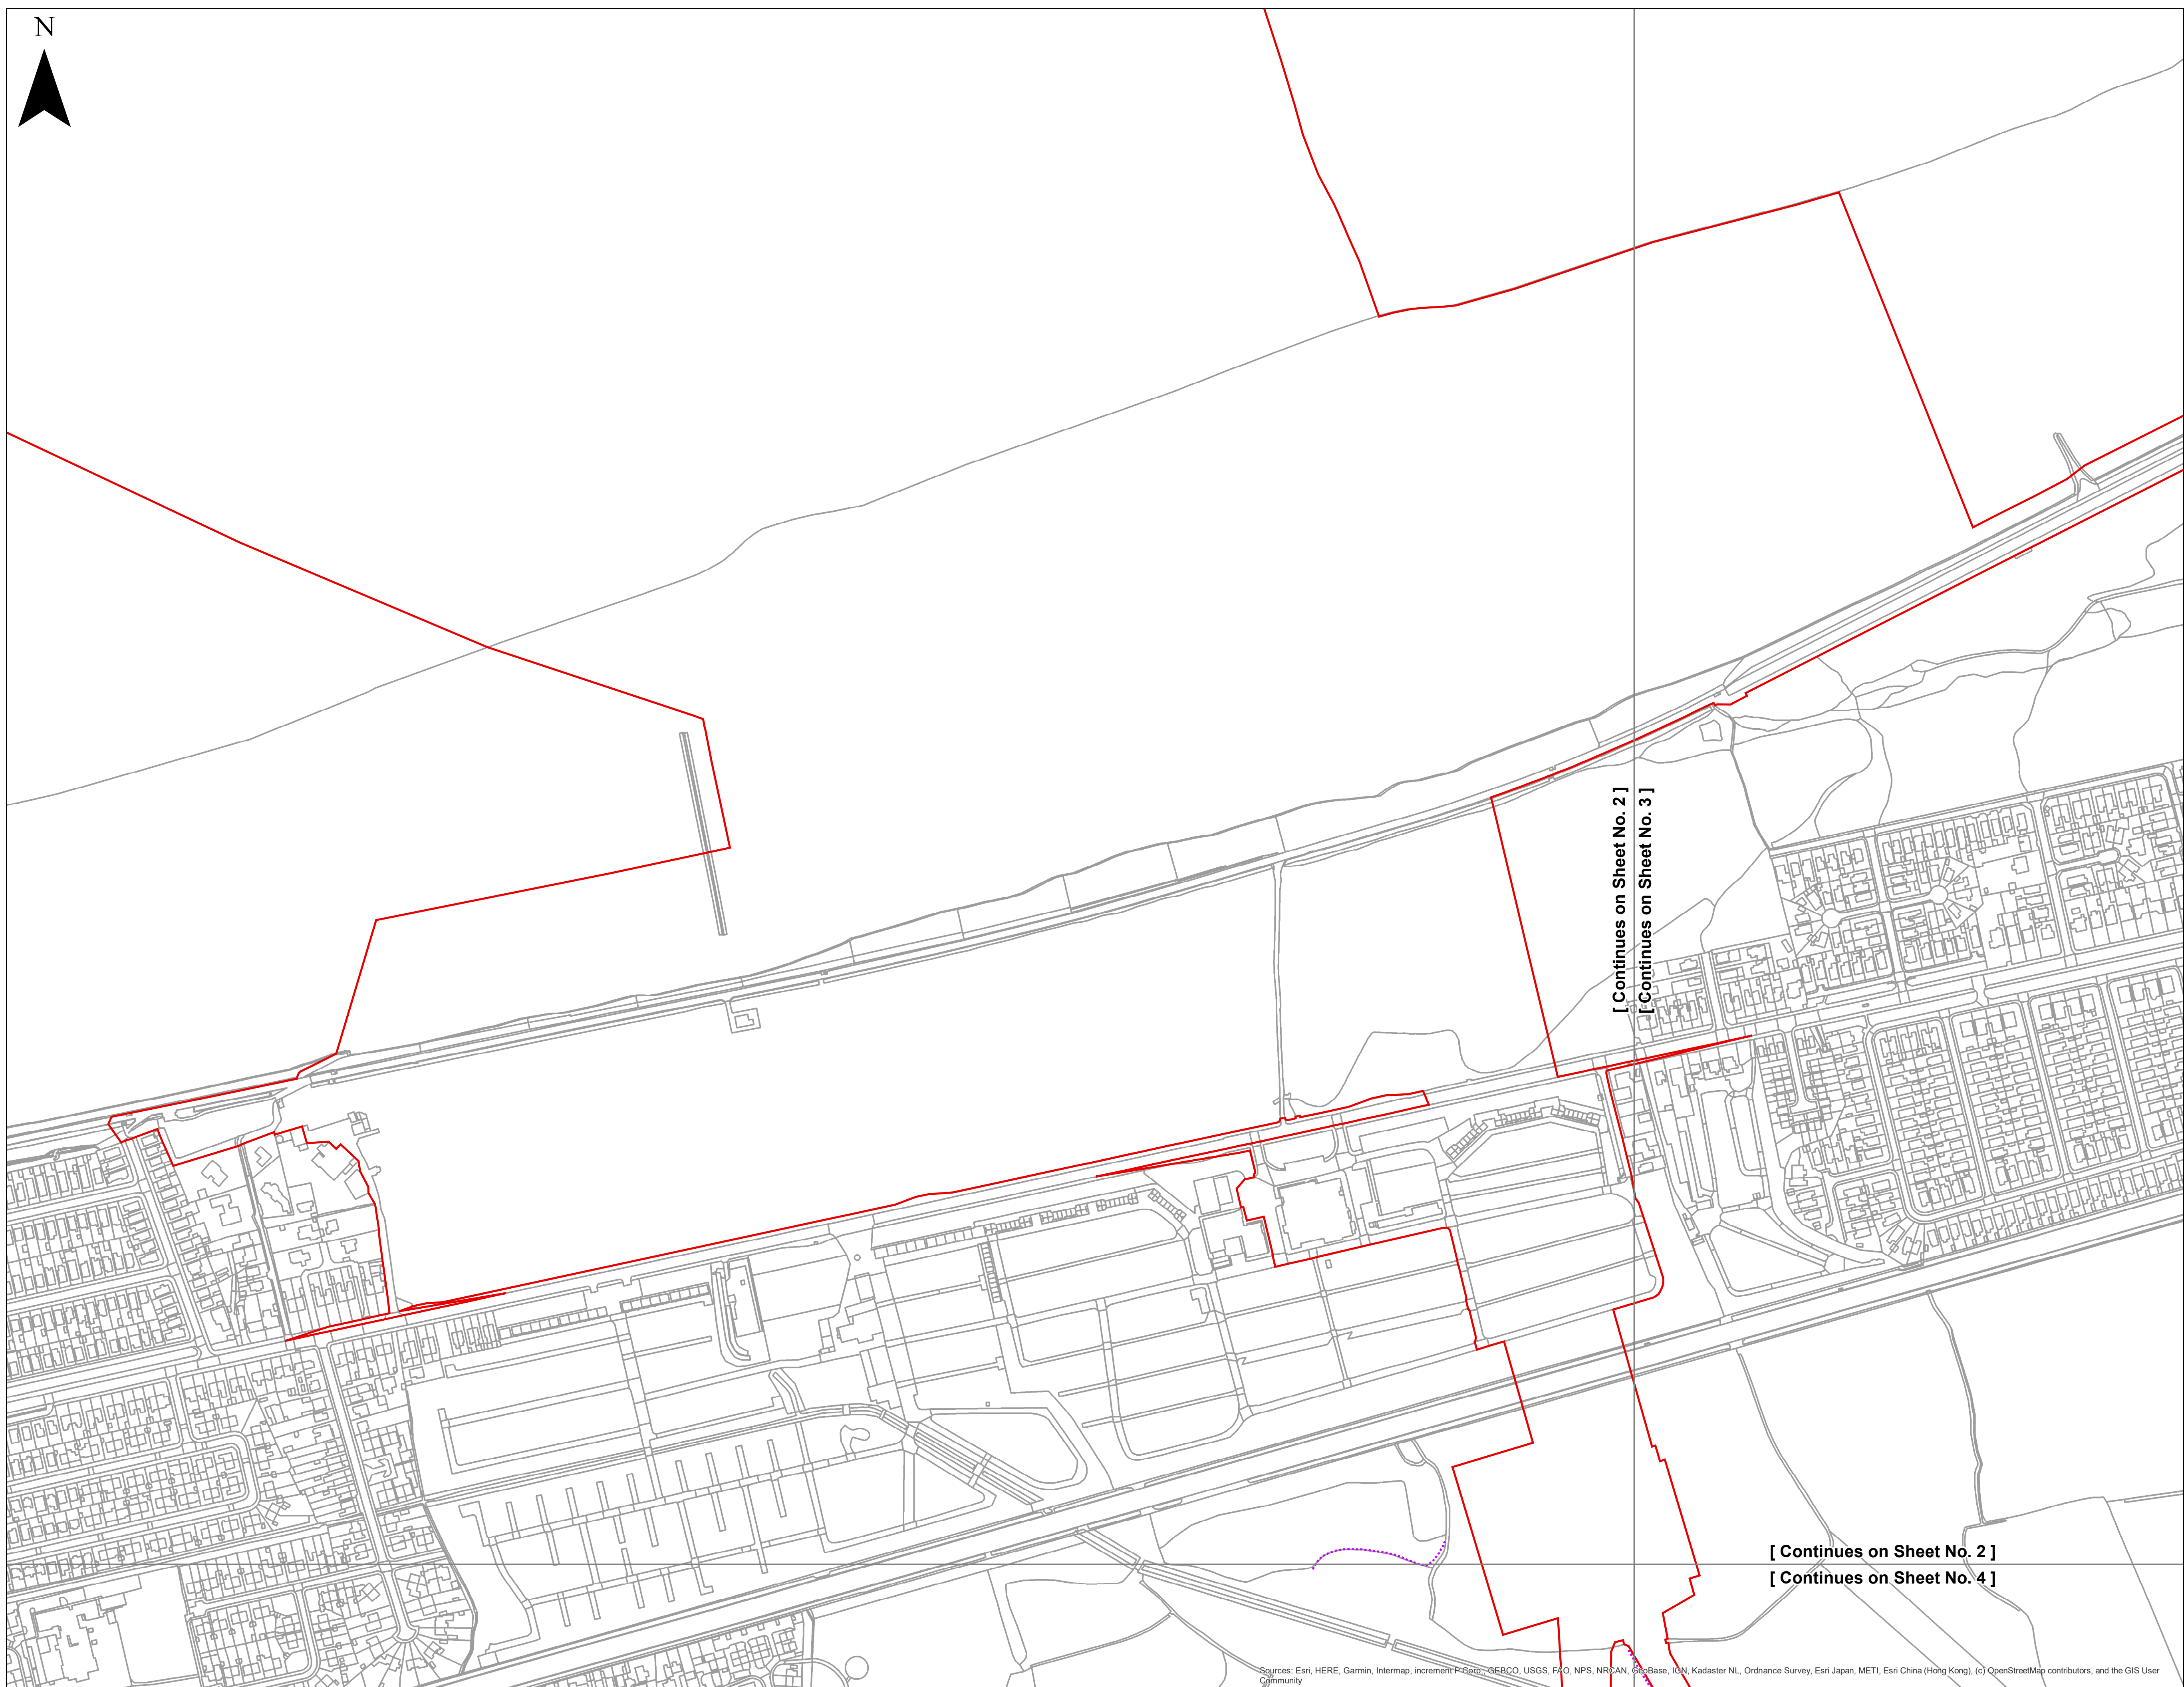 N
[ Continues on Sheet No. 2 ]
[ Continues on Sheet No. 3 ]
[ Continues on Sheet No. 2 ]
[ Continues on Sheet No. 4 ]
Sources: Esri, HERE, Garmin, Intermap, increment P Corp., GEBCO, USGS, FAO, NPS, NRCAN, GeoBase, IGN, Kadaster NL, Ordnance Survey, Esri Japan, METI, Esri China (Hong Kong), (c) OpenStreetMap contributors, and the GIS User
Community